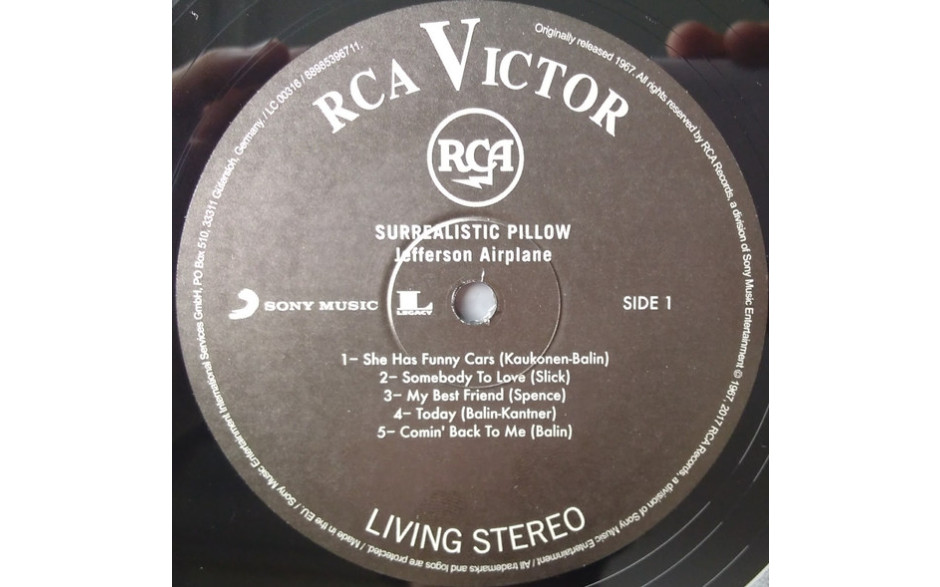 RCA VICTOR
RCA
SURREALISTIC PILLOW
Jefferson Airplane
SONY MUSIC
L
LEGACY
SIDE 1
1– She Has Funny Cars (Kaukonen-Balin)
2– Somebody To Love (Slick)
3– My Best Friend (Spence)
4– Today (Balin-Kantner)
5– Comin' Back To Me (Balin)
LIVING STEREO
Originally released 1967. All rights reserved by RCA Records, a division of Sony Music Entertainment © 1967, 2017 RCA Records, a division of Sony Music Entertainment / All trademarks and logos are protected. / Made in the EU. / Sony Music Entertainment International Services GmbH, PO Box 510, 33311 Gütersloh, Germany / LC 00316 / 88985396711.